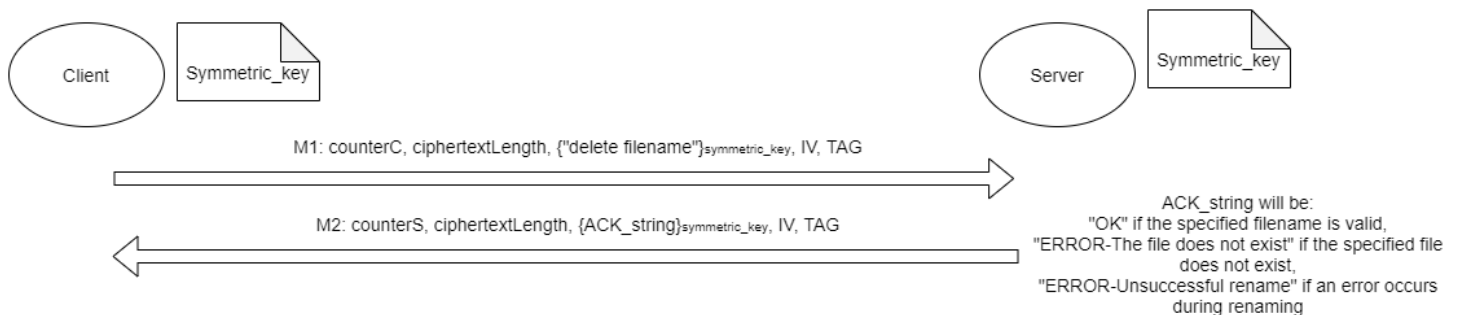 Client
Symmetric_key
Server
Symmetric_key
M1: counterC, ciphertextLength, {"delete filename"}symmetric_key, IV, TAG
M2: counterS, ciphertextLength, {ACK_string}symmetric_key, IV, TAG
ACK_string will be:
"OK" if the specified filename is valid,
"ERROR-The file does not exist" if the specified file
does not exist,
"ERROR-Unsuccessful rename" if an error occurs
during renaming